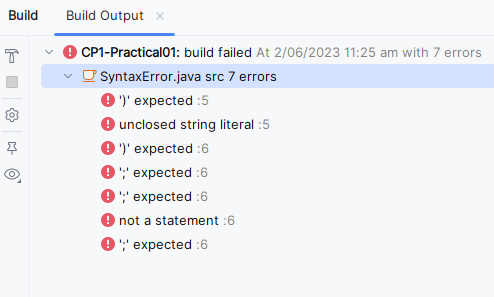 Build Build Output ×
CP1-Practical01: build failed At 2/06/2023 11:25 am with 7 errors
SyntaxError.java src 7 errors
')' expected :5
unclosed string literal :5
')' expected :6
';' expected :6
';' expected :6
not a statement :6
';' expected :6